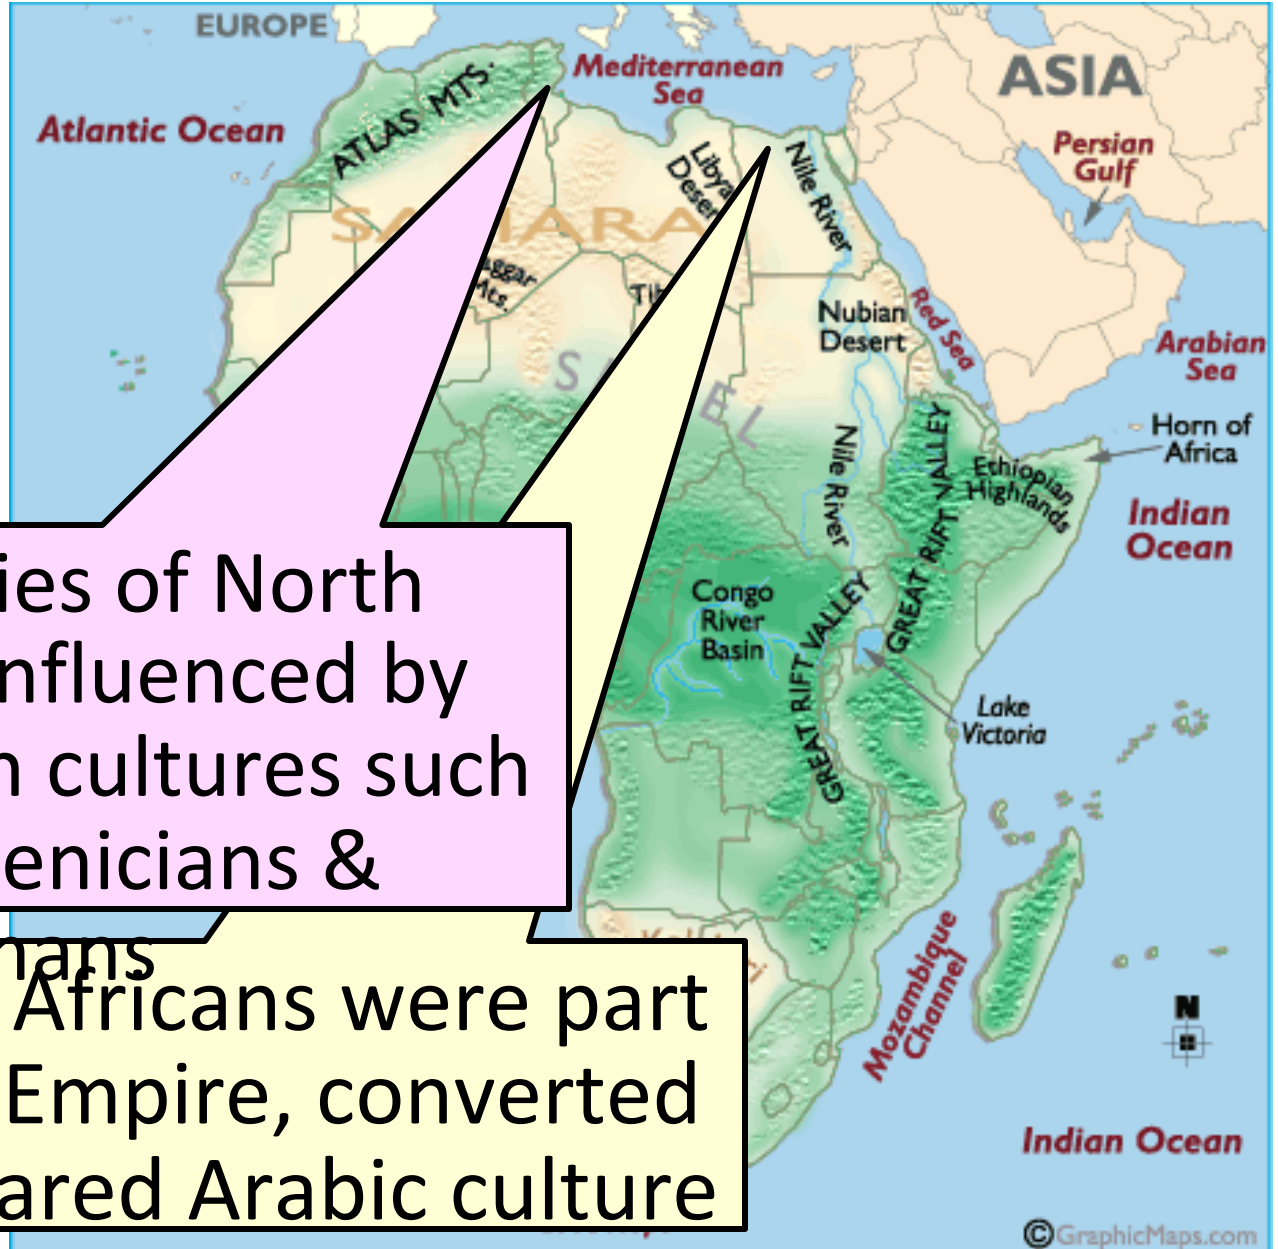 EUROPE
Mediterranean
Sea
ASIA
Atlantic Ocean
ATLAS MTS.
Persian
Gulf
Nile River
Nubian
Desert
Red Sea
Arabian
Sea
Horn of
Africa
Nile River
GREAT RIFT VALLEY
Ethiopian
Highlands
Indian
Ocean
ies of North
nfluenced by
n cultures such
enicians &
Congo
River
Basin
GREAT RIFT VALLEY
Lake
Victoria
Mozambique
Channel
Africans were part
Empire, converted
ared Arabic culture
N
Indian Ocean
©GraphicMaps.com